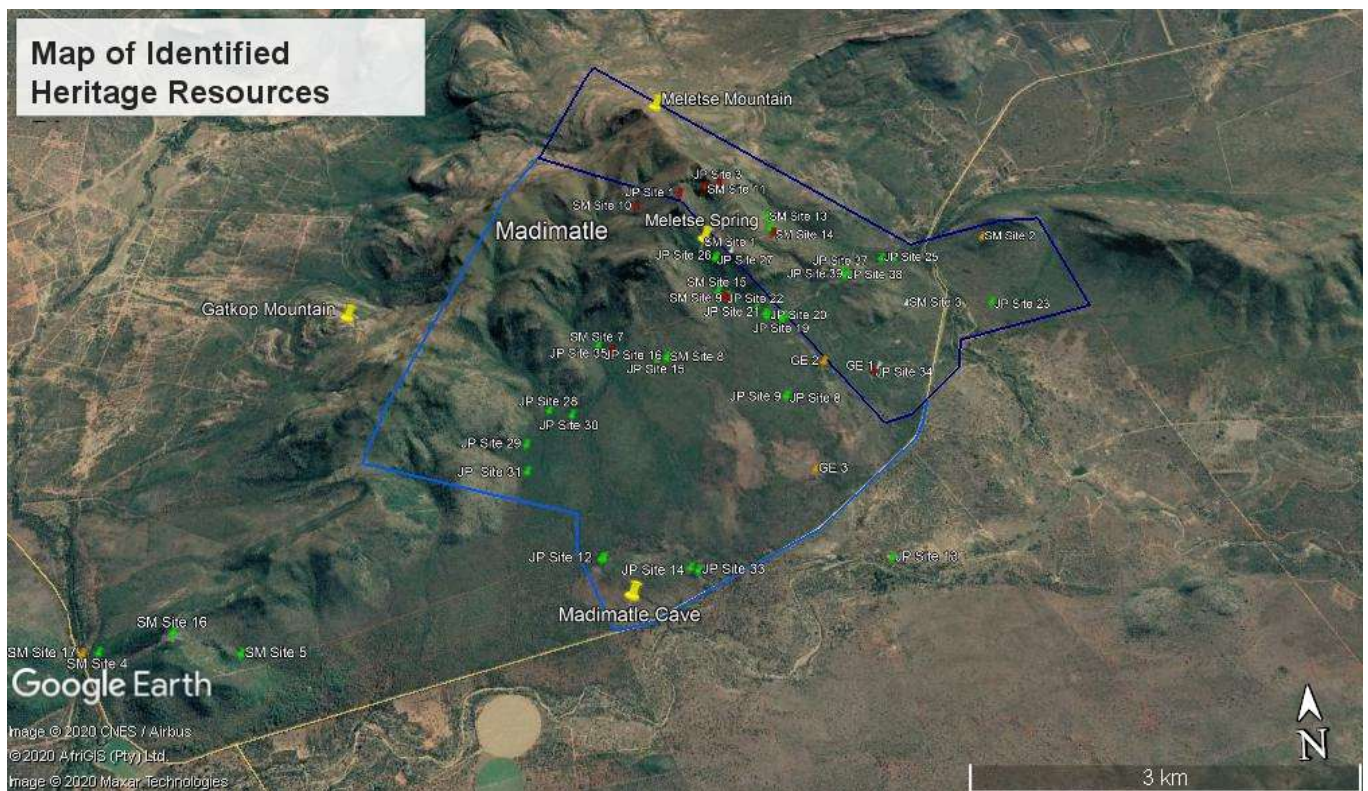 Map of Identified
Heritage Resources
Meletse Mountain
JP Site 3
JP Site 1
SM Site 11
SM Site 10
SM Site 13
Meletse Spring
Madimatle
SM Site 14
SM Site 2
SM Site 1
JP Site 26
JP Site 27
JP Site 37
JP Site 25
JP Site 39
JP Site 38
SM Site 15
SM Site 9
JP Site 22
SM Site 3
JP Site 23
Gatkop Mountain
JP Site 21
JP Site 20
JP Site 19
SM Site 7
JP Site 35
JP Site 16
SM Site 8
JP Site 15
GE 2
GE 1
JP Site 34
JP Site 9
JP Site 8
JP Site 28
JP Site 30
JP Site 29
JP Site 31
GE 3
JP Site 12
JP Site 14
JP Site 33
JP Site 13
Madimatle Cave
SM Site 16
SM Site 17
SM Site 4
SM Site 5
Google Earth
Image © 2020 CNES / Airbus
© 2020 AfriGIS (Pty) Ltd.
Image © 2020 Maxar Technologies
N
3 km